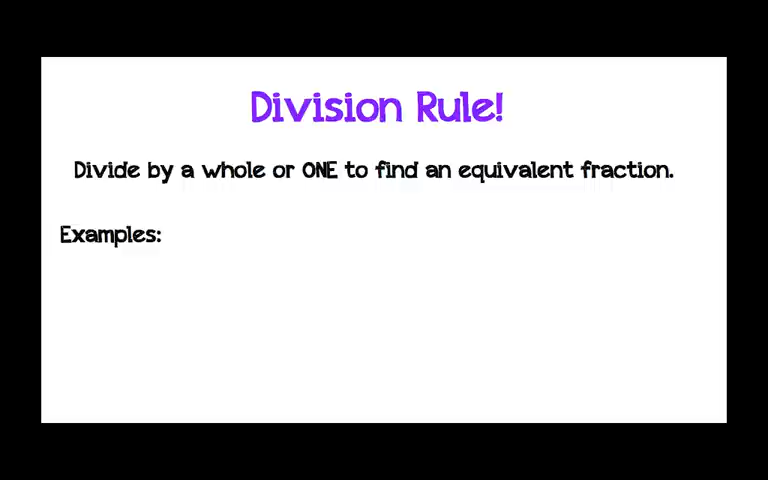 Division Rule!
Divide by a whole or ONE to find an equivalent fraction.
Examples: